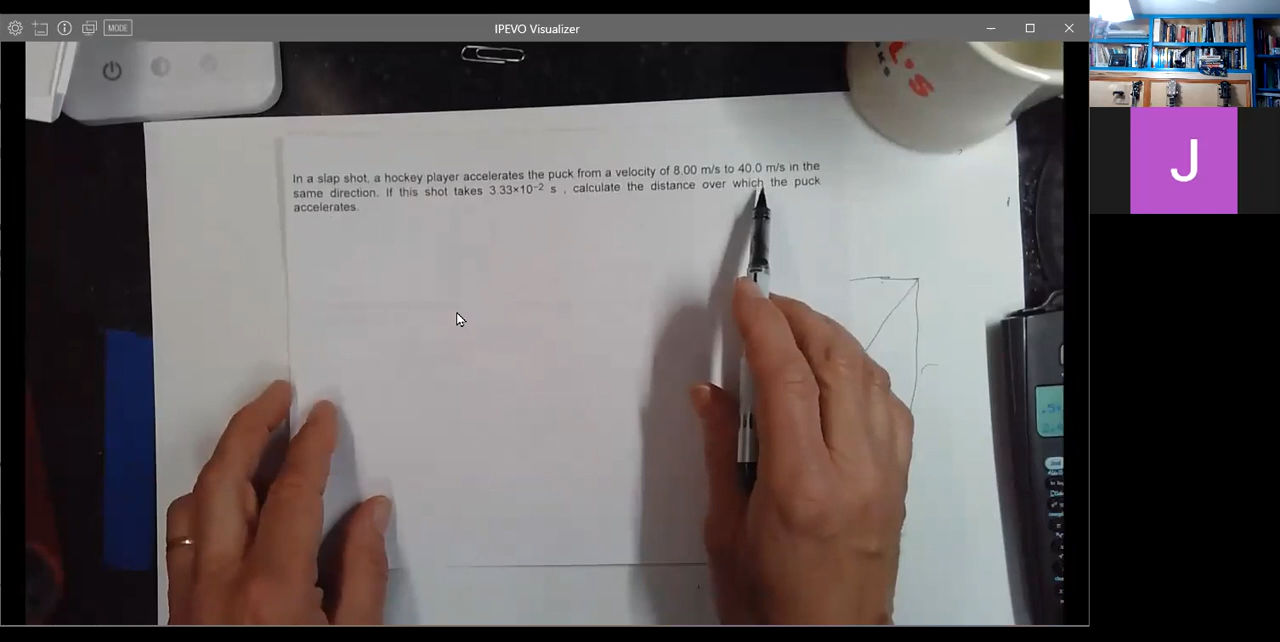 IPEVO Visualizer
MODE
In a slap shot, a hockey player accelerates the puck from a velocity of 8.00 m/s to 40.0 m/s in the
same direction. If this shot takes 3.33×10⁻² s , calculate the distance over which the puck
accelerates.
J